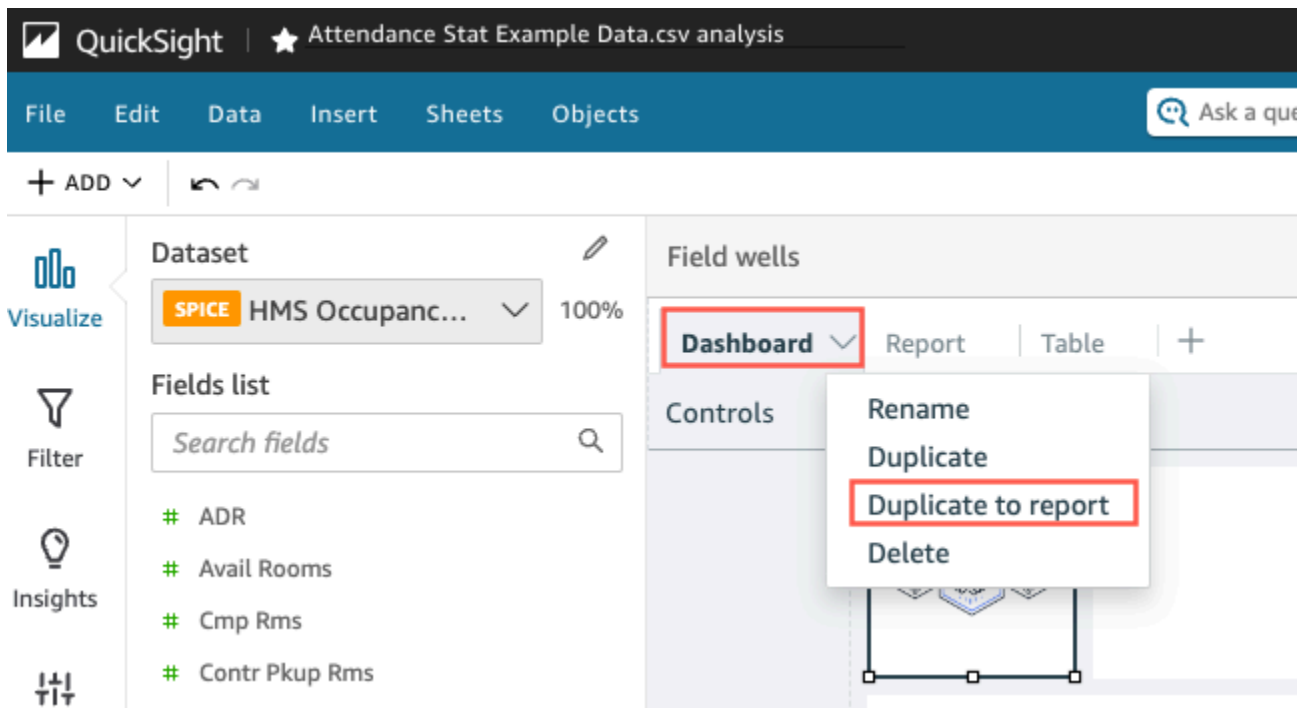 QuickSight Attendance Stat Example Data.csv analysis
File Edit Data Insert Sheets Objects Ask a que
+ ADD
Visualize
Filter
Insights
Dataset
SPICE HMS Occupanc... 100%
Fields list
Search fields
# ADR
# Avail Rooms
# Cmp Rms
# Contr Pkup Rms
Field wells
Dashboard Report Table +
Controls
Rename
Duplicate
Duplicate to report
Delete